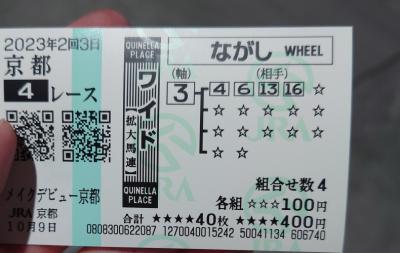 2023年2回3日
京都
4レース
メイクデビュー京都
JRA 京都
10月9日
QUINELLA PLACE
ワイド
[拡大馬連]
QUINELLA PLACE
ながし WHEEL
(軸) (相手)
3 4 6 13 16 ☆
☆ ☆ ☆ ☆ ☆
☆ ☆ ☆ ☆ ☆
☆ ☆
組合せ数 4
各組 ☆☆☆100円
合計 ★★★★40枚 ★★★★400円
0808300622087 1270040015242 50041134 606740
JRA